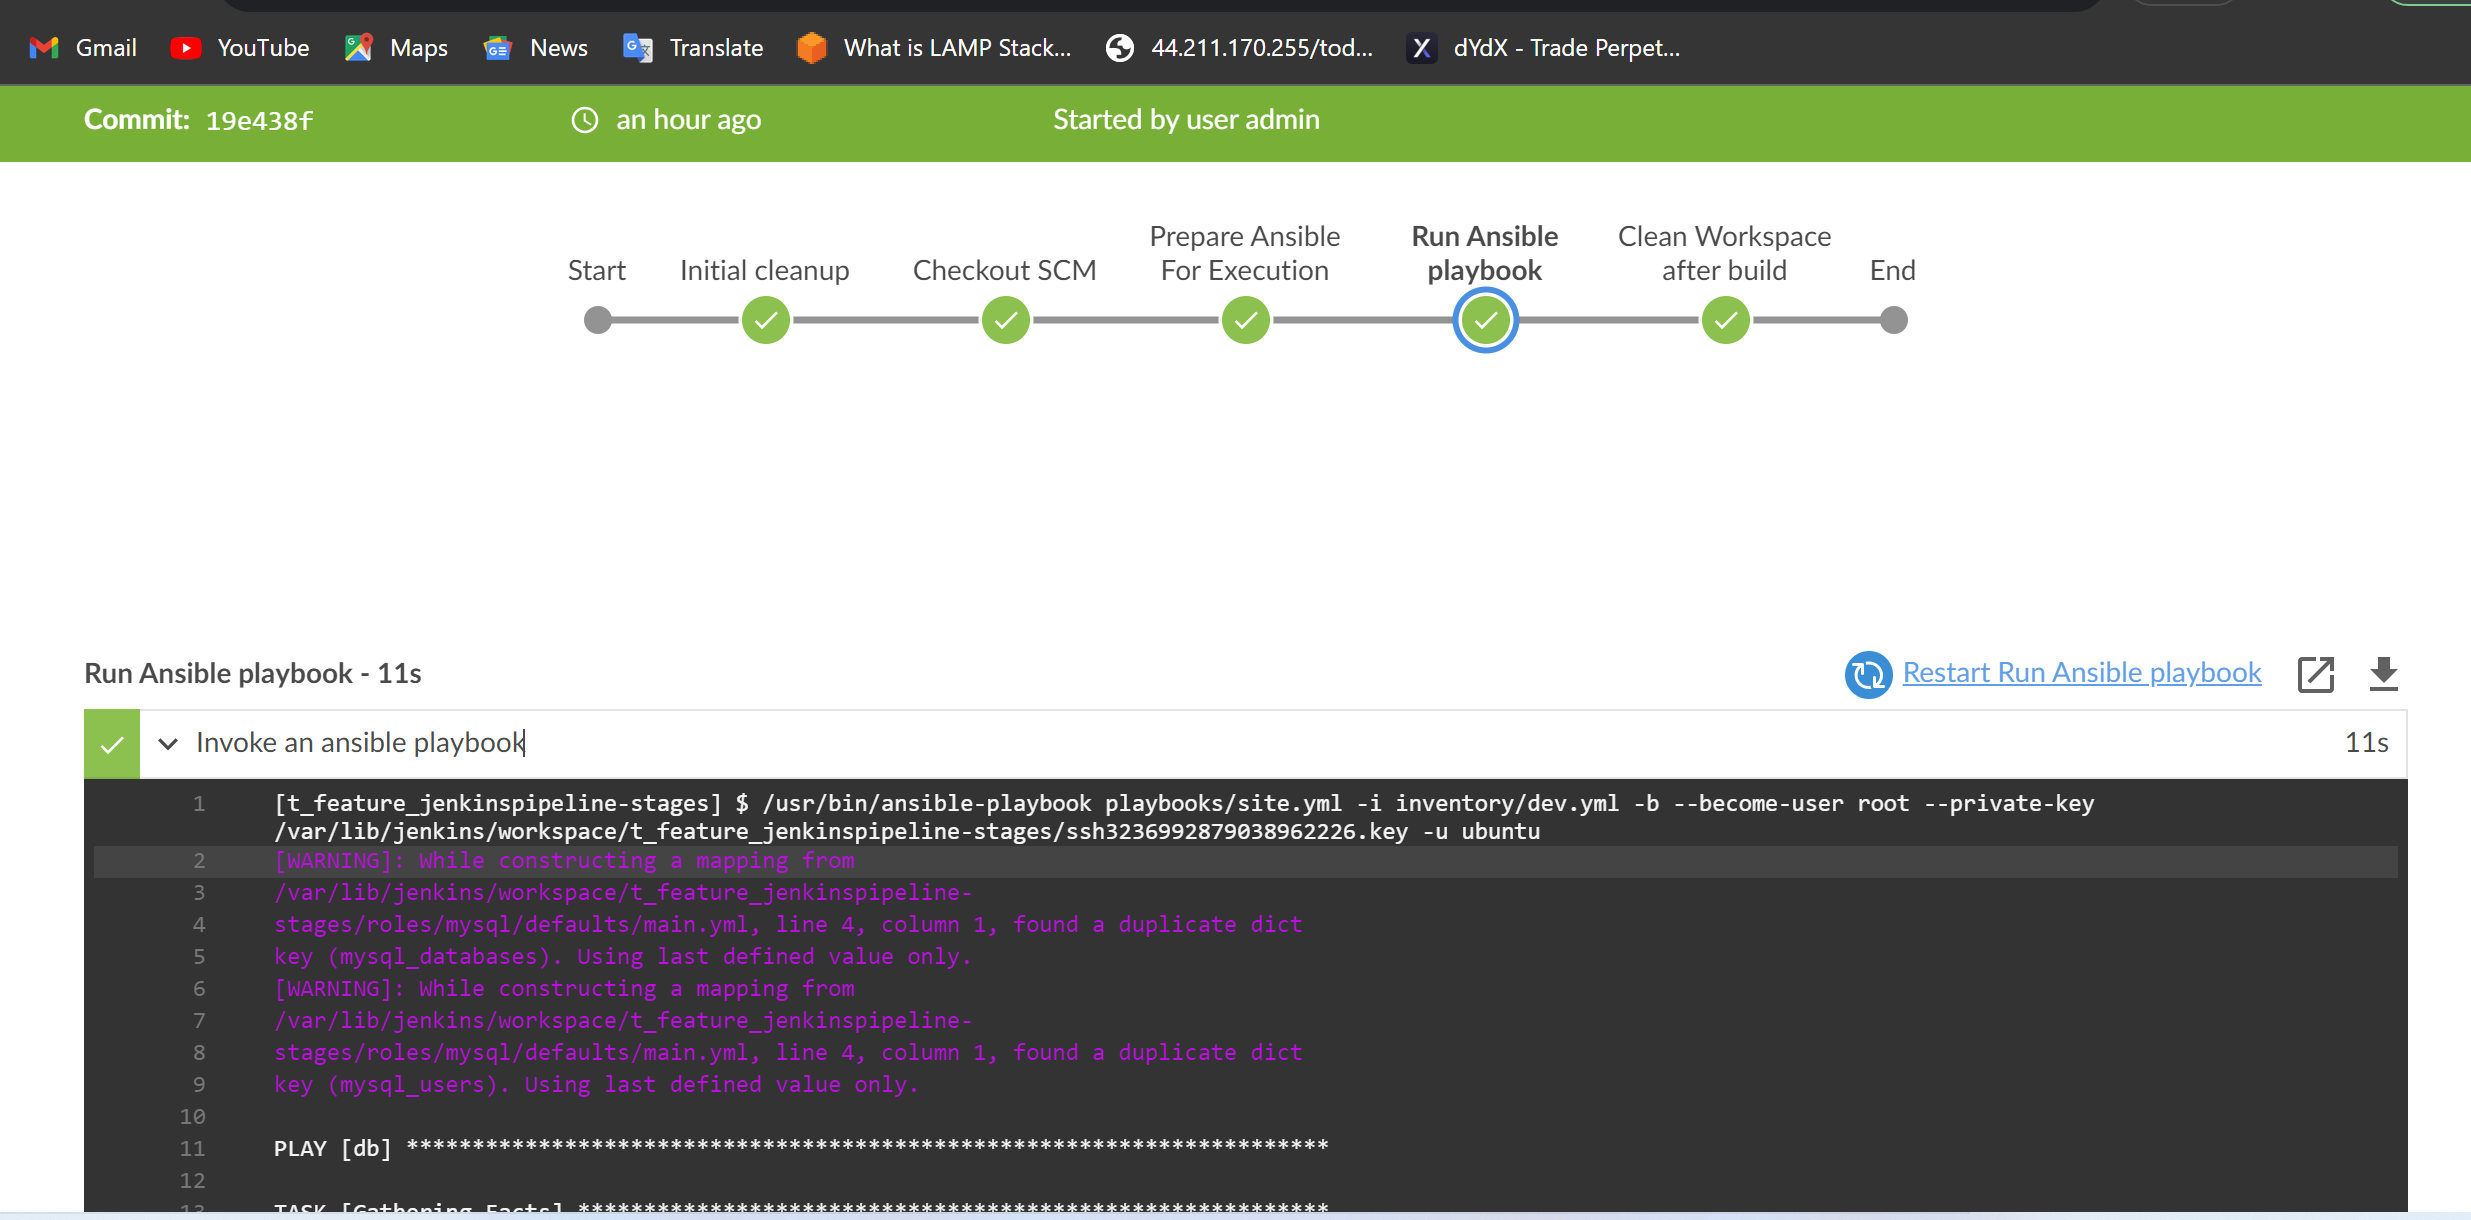 Gmail YouTube Maps News Translate What is LAMP Stack... 44.211.170.255/tod... dYdX - Trade Perpet...
Commit: 19e438f an hour ago Started by user admin
Prepare Ansible Run Ansible Clean Workspace
Start Initial cleanup Checkout SCM For Execution playbook after build End
Run Ansible playbook - 11s Restart Run Ansible playbook
Invoke an ansible playbook 11s
1 [t_feature_jenkinspipeline-stages] $ /usr/bin/ansible-playbook playbooks/site.yml -i inventory/dev.yml -b --become-user root --private-key
/var/lib/jenkins/workspace/t_feature_jenkinspipeline-stages/ssh3236992879038962226.key -u ubuntu
2 [WARNING]: While constructing a mapping from
3 /var/lib/jenkins/workspace/t_feature_jenkinspipeline-
4 stages/roles/mysql/defaults/main.yml, line 4, column 1, found a duplicate dict
5 key (mysql_databases). Using last defined value only.
6 [WARNING]: While constructing a mapping from
7 /var/lib/jenkins/workspace/t_feature_jenkinspipeline-
8 stages/roles/mysql/defaults/main.yml, line 4, column 1, found a duplicate dict
9 key (mysql_users). Using last defined value only.
10
11 PLAY [db] **********************************************************************
12
13 TASK [Gathering Facts] *********************************************************